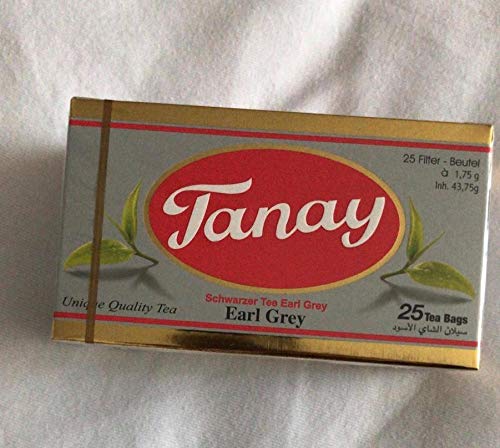 25 Filter - Beutel
à 1,75 g
Inh. 43,75g
Tanay
Schwarzer Tee Earl Grey
Earl Grey
Unique Quality Tea
25 Tea Bags
سيلان الشاي الأسود